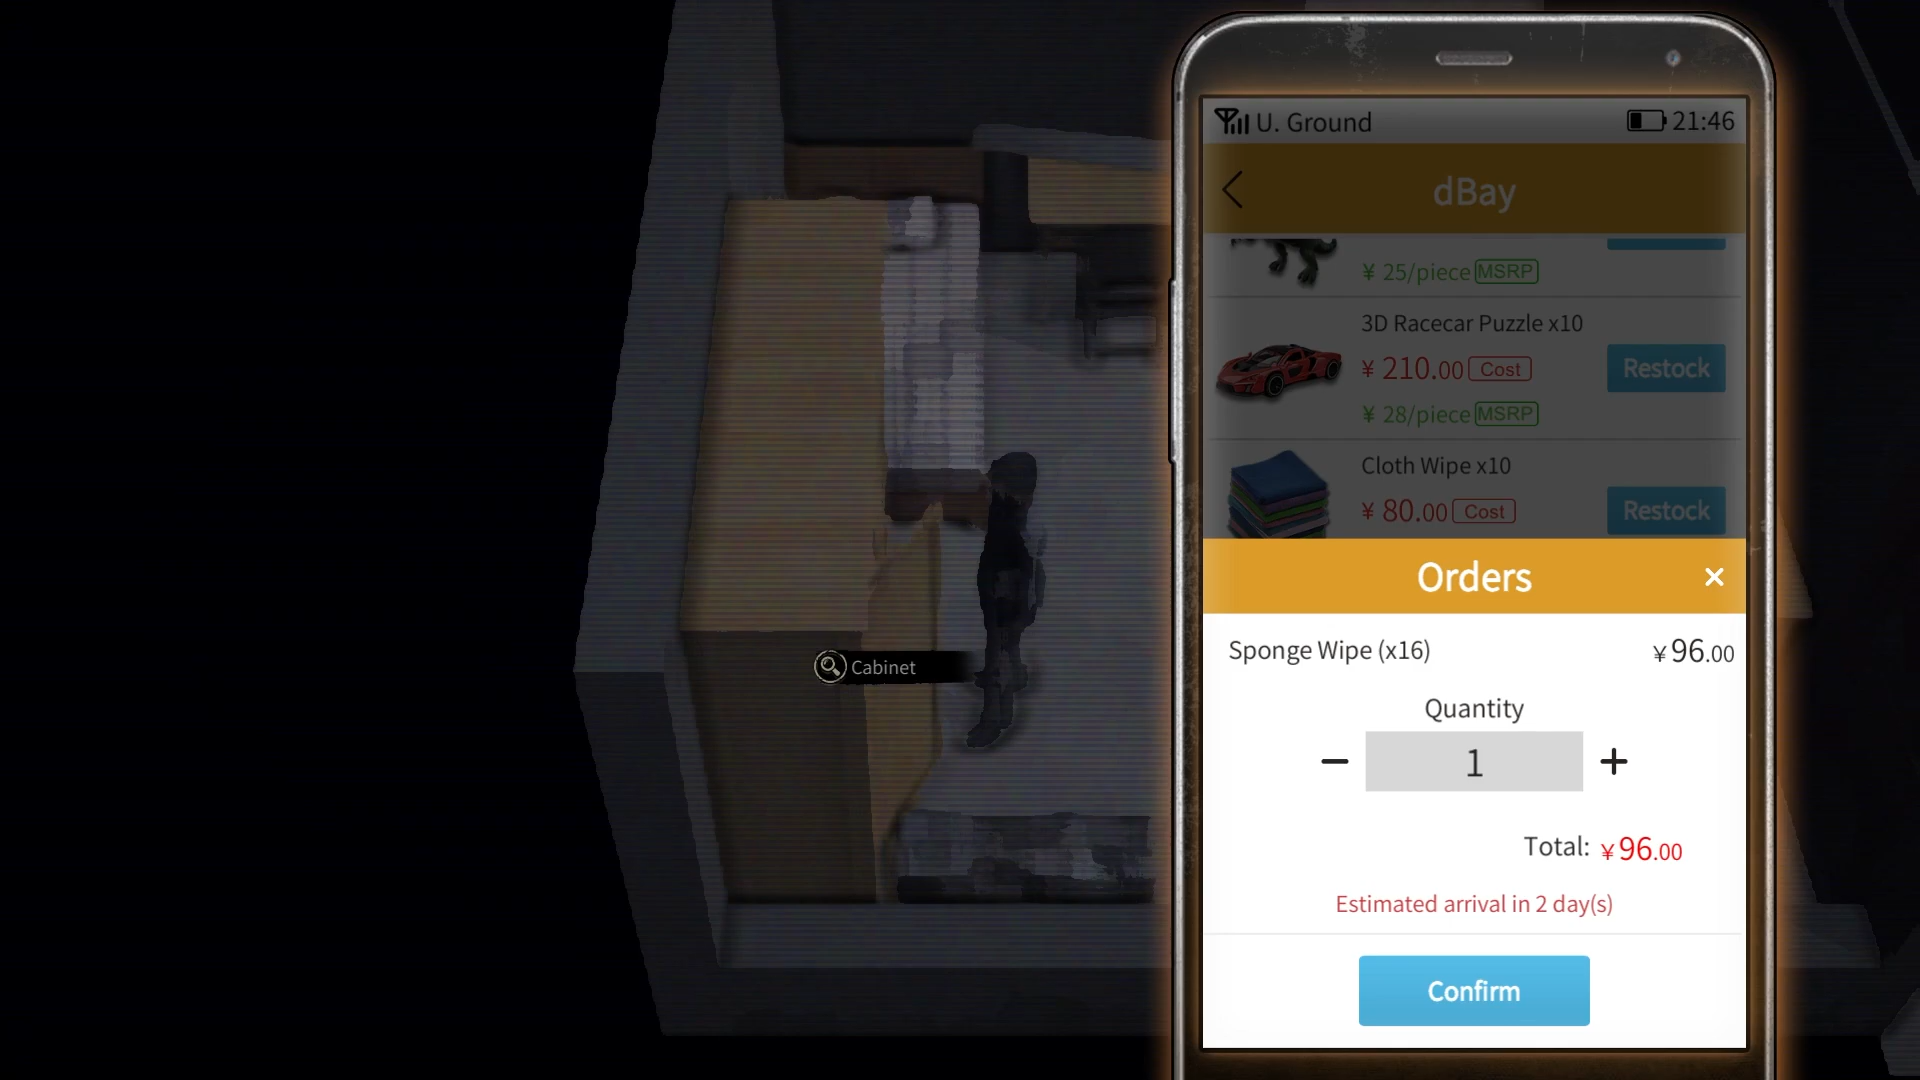 U. Ground
21:46
dBay
¥ 25/piece MSRP
3D Racecar Puzzle x10
¥ 210.00 Cost
Restock
¥ 28/piece MSRP
Cloth Wipe x10
¥ 80.00 Cost
Restock
Orders
Sponge Wipe (x16)
¥ 96.00
Quantity
1
Total: ¥ 96.00
Estimated arrival in 2 day(s)
Confirm
Cabinet